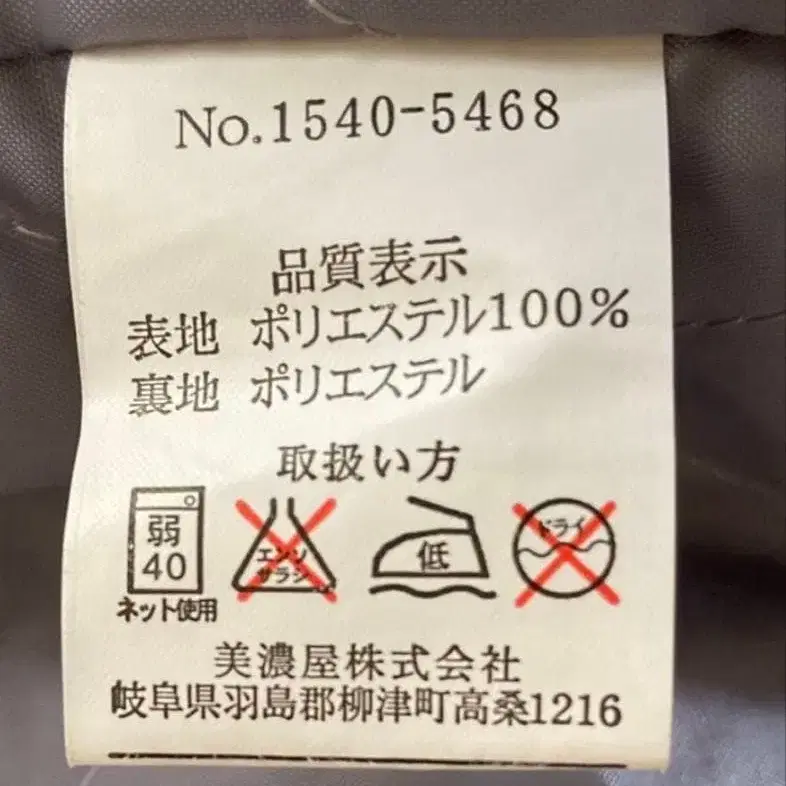 No.1540-5468
品質表示
表地 ポリエステル100%
裏地 ポリエステル
取扱い方
弱
40
エンソ
サラシ
低
ドライ
ネット使用
美濃屋株式会社
岐阜県羽島郡柳津町高桑1216